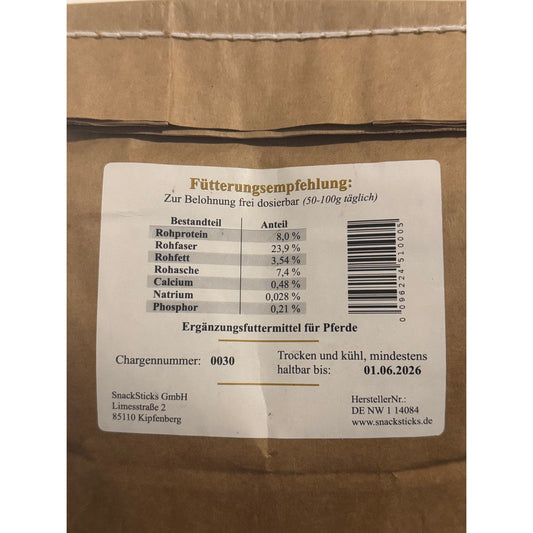 Fütterungsempfehlung:
Zur Belohnung frei dosierbar (50-100g täglich)
Bestandteil Anteil
Rohprotein 8,0 %
Rohfaser 23,9 %
Rohfett 3,54 %
Rohasche 7,4 %
Calcium 0,48 %
Natrium 0,028 %
Phosphor 0,21 %
0 096224 510005
Ergänzungsfuttermittel für Pferde
Chargennummer: 0030
Trocken und kühl, mindestens
haltbar bis: 01.06.2026
SnackSticks GmbH
Limesstraße 2
85110 Kipfenberg
HerstellerNr.:
DE NW 1 14084
www.snacksticks.de